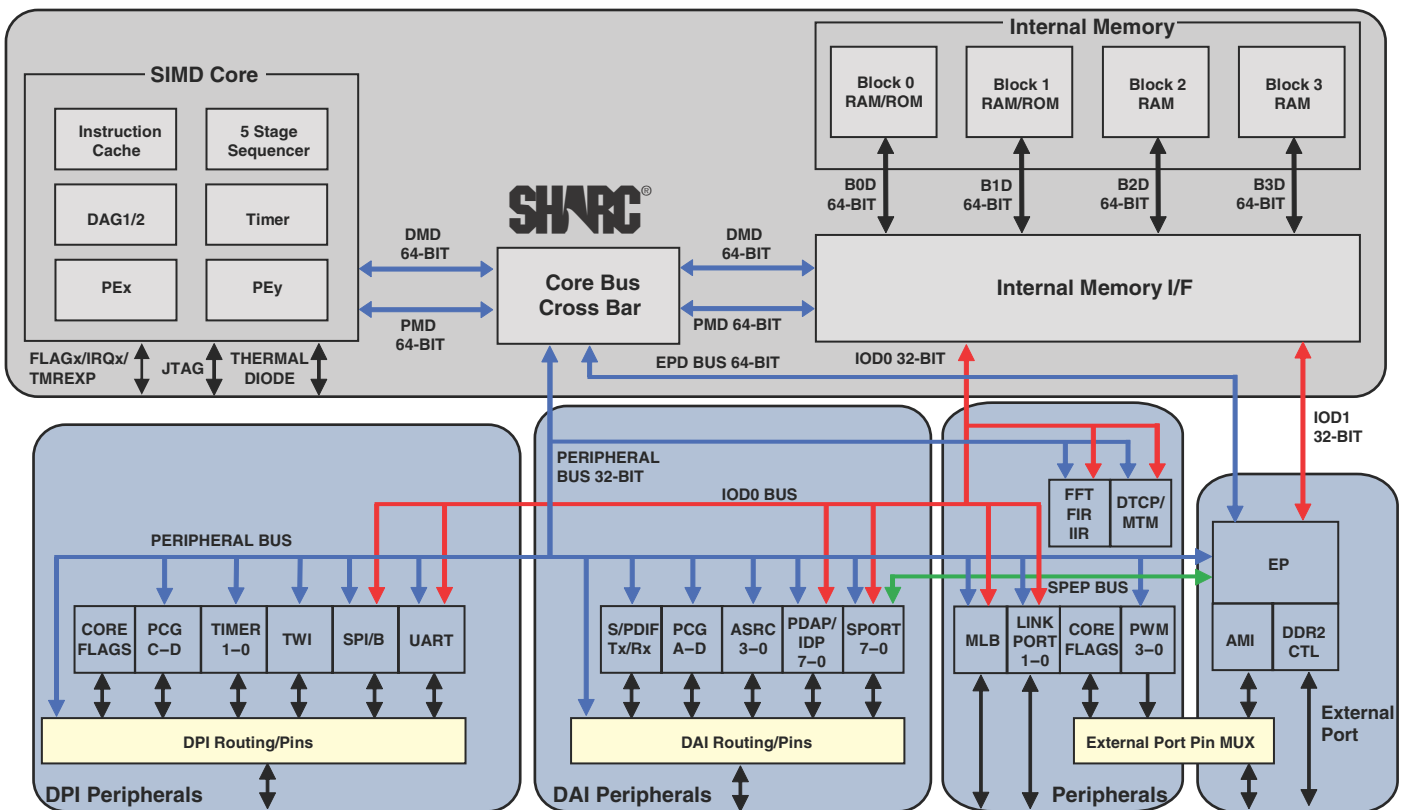 Internal Memory
SIMD Core
Block 0
RAM/ROM
Block 1
RAM/ROM
Block 2
RAM
Block 3
RAM
Instruction
Cache
5 Stage
Sequencer
DAG1/2
Timer
PEx
PEy
B0D
64-BIT
B1D
64-BIT
B2D
64-BIT
B3D
64-BIT
SHARC®
DMD
64-BIT
DMD
64-BIT
Core Bus
Cross Bar
Internal Memory I/F
PMD
64-BIT
PMD 64-BIT
FLAGx/IRQx/
TMREXP
JTAG
THERMAL
DIODE
EPD BUS 64-BIT
IOD0 32-BIT
IOD1
32-BIT
PERIPHERAL
BUS 32-BIT
IOD0 BUS
FFT
FIR
IIR
DTCP/
MTM
PERIPHERAL BUS
EP
SPEP BUS
CORE
FLAGS
PCG
C–D
TIMER
1–0
TWI
SPI/B
UART
S/PDIF
Tx/Rx
PCG
A–D
ASRC
3–0
PDAP/
IDP
7–0
SPORT
7–0
MLB
LINK
PORT
1–0
CORE
FLAGS
PWM
3–0
AMI
DDR2
CTL
DPI Routing/Pins
DAI Routing/Pins
External Port Pin MUX
External
Port
DPI Peripherals
DAI Peripherals
Peripherals